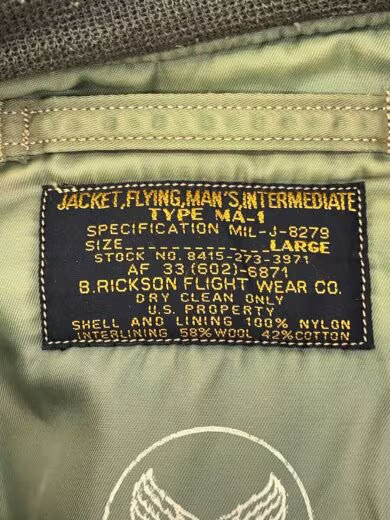 JACKET,FLYING,MAN'S,INTERMEDIATE
TYPE MA-1
SPECIFICATION MIL-J-8279
SIZE LARGE
STOCK NO. 8415-273-3971
AF 33(602)-6871
B.RICKSON FLIGHT WEAR CO.
DRY CLEAN ONLY
U.S. PROPERTY
SHELL AND LINING 100% NYLON
INTERLINING 58% WOOL 42%COTTON